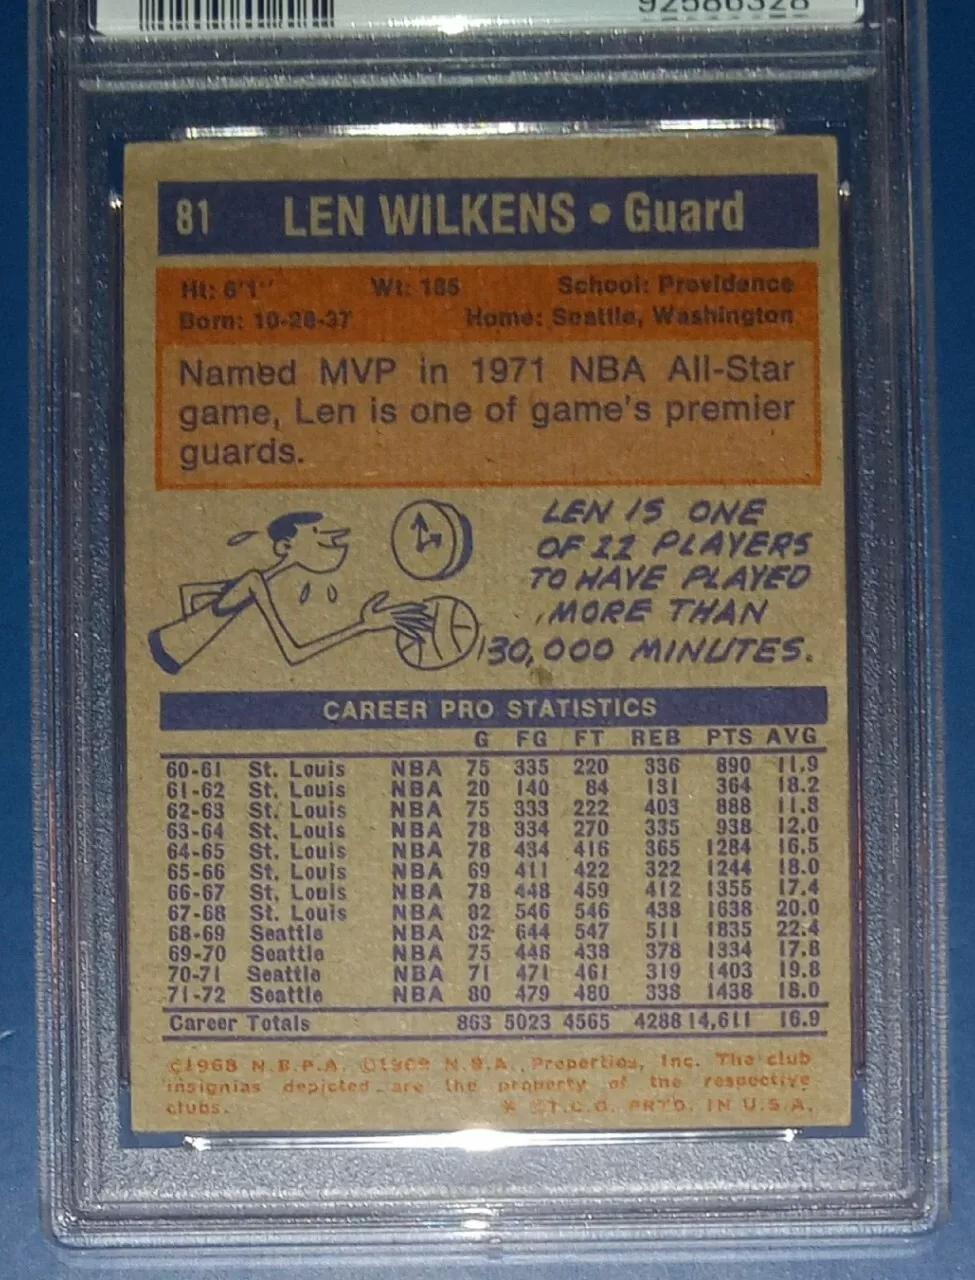 92586328
81 LEN WILKENS • Guard
Ht: 6'1" Wt: 185 School: Providence
Born: 10-28-37 Home: Seattle, Washington
Named MVP in 1971 NBA All-Star
game, Len is one of game's premier
guards.
LEN IS ONE
OF 11 PLAYERS
TO HAVE PLAYED
MORE THAN
30,000 MINUTES.
CAREER PRO STATISTICS
G FG FT REB PTS AVG
60-61 St. Louis NBA 75 335 220 336 890 11.9
61-62 St. Louis NBA 20 140 84 131 364 18.2
62-63 St. Louis NBA 75 333 222 403 888 11.8
63-64 St. Louis NBA 78 334 270 335 938 12.0
64-65 St. Louis NBA 78 434 416 365 1284 16.5
65-66 St. Louis NBA 69 411 422 322 1244 18.0
66-67 St. Louis NBA 78 448 459 412 1355 17.4
67-68 St. Louis NBA 82 546 546 438 1638 20.0
68-69 Seattle NBA 82 644 547 511 1835 22.4
69-70 Seattle NBA 75 448 438 378 1334 17.8
70-71 Seattle NBA 71 471 461 319 1403 19.8
71-72 Seattle NBA 80 479 480 338 1438 18.0
Career Totals 863 5023 4565 4288 14,611 16.9
©1968 N.B.P.A. ©1969 N.B.A. Properties, Inc. The club
insignias depicted are the property of the respective
clubs. * © T.C.G. PRTD. IN U.S.A.